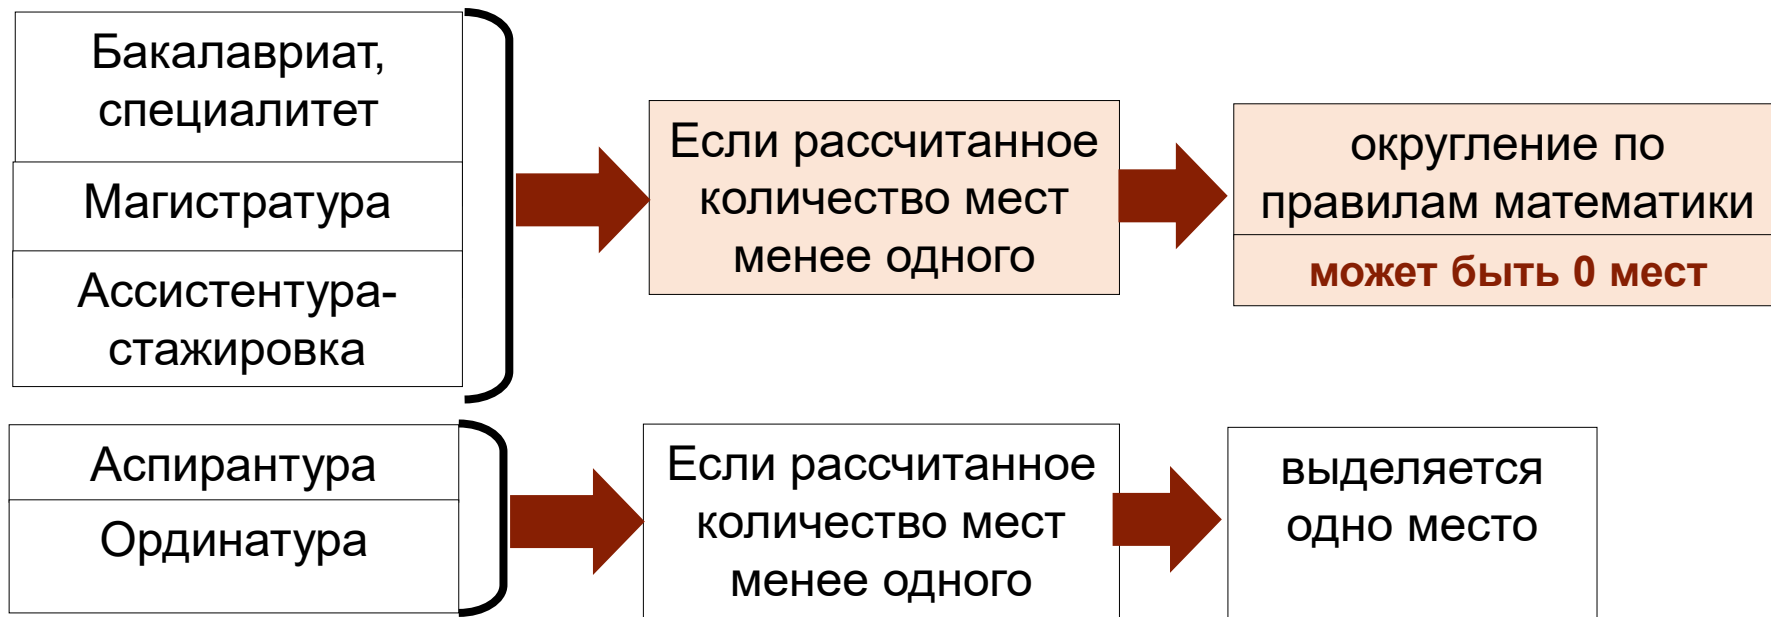 Бакалавриат,
специалитет
Магистратура
Ассистентура-
стажировка
Если рассчитанное
количество мест
менее одного
округление по
правилам математики
может быть 0 мест
Аспирантура
Ординатура
Если рассчитанное
количество мест
менее одного
выделяется
одно место